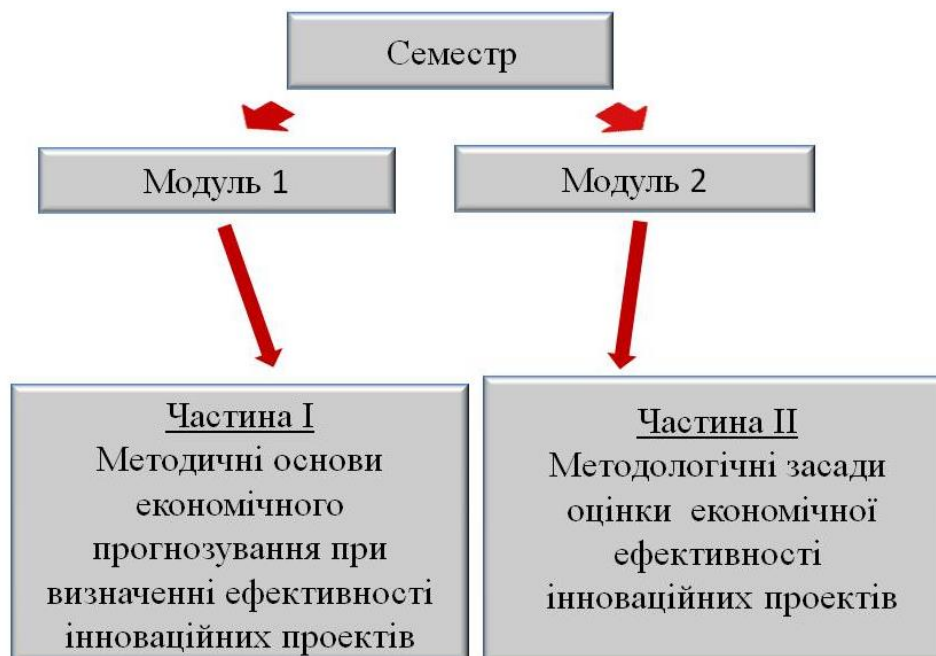 Семестр
Модуль 1
Модуль 2
Частина I
Методичні основи
економічного
прогнозування при
визначенні ефективності
інноваційних проектів
Частина II
Методологічні засади
оцінки економічної
ефективності
інноваційних проектів